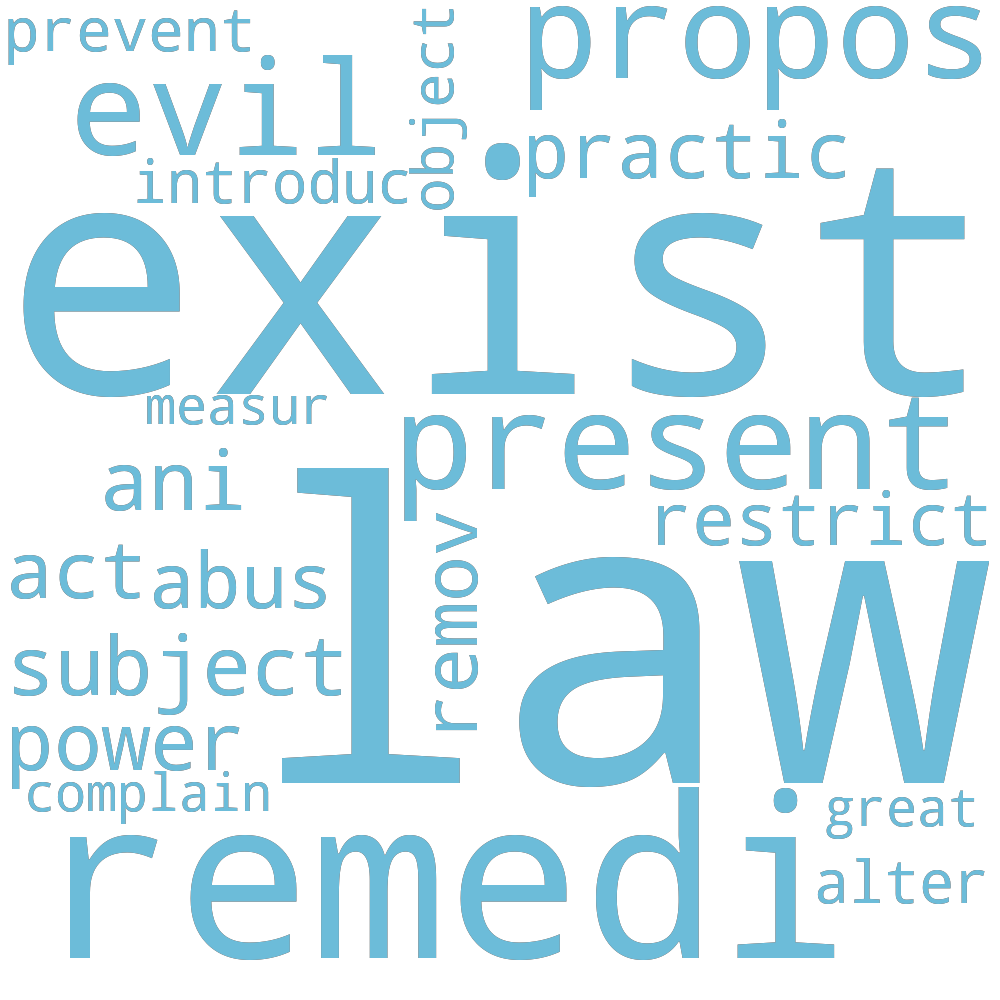 prevent
object
propos
evil
practic
introduc
exist
measur
present
ani
restrict
act
abus
remov
law
subject
power
complain
great
remedi
alter